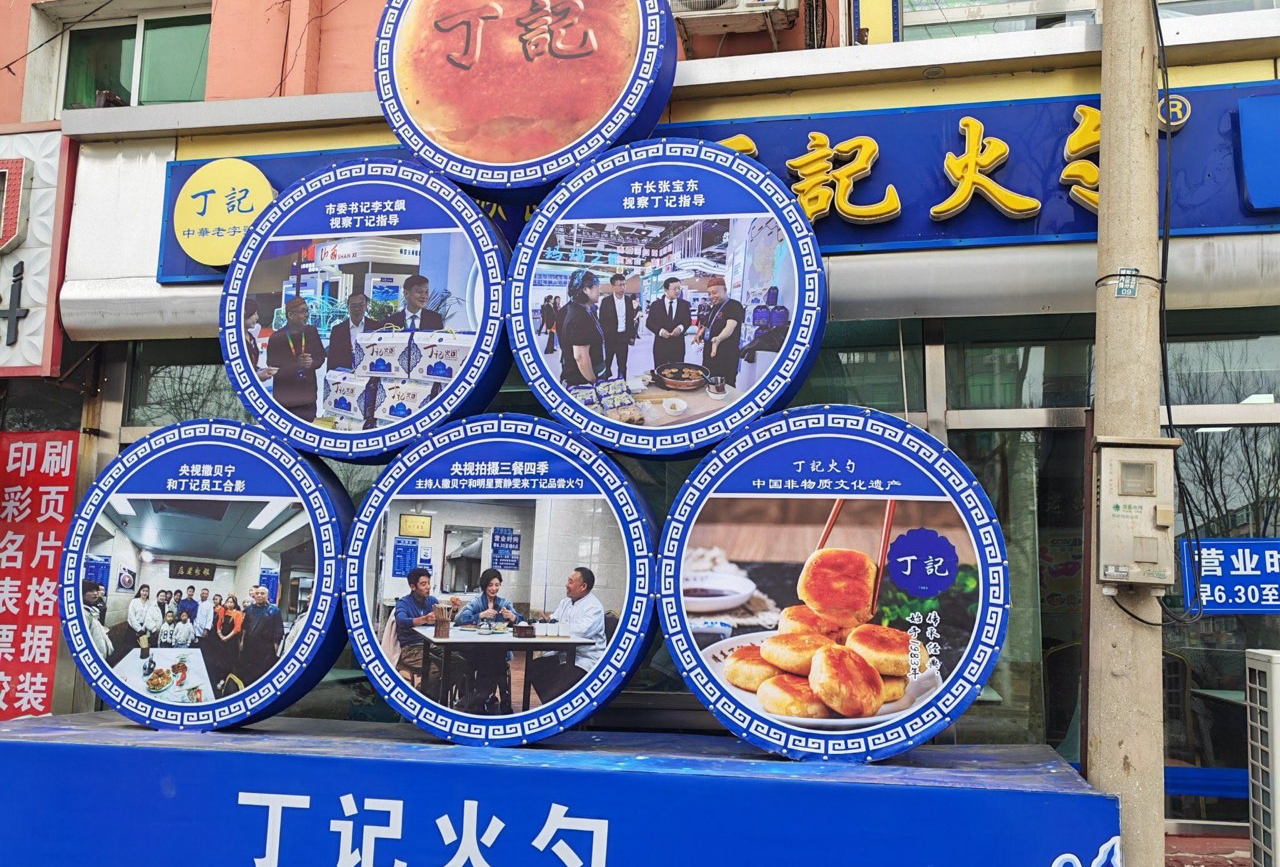 丁記
丁記火勺®
丁記
中華老字
市委书记李文飙
视察丁记指导
市长张宝东
视察丁记指导
央视撒贝宁
和丁记员工合影
央视拍摄三餐四季
主持人撒贝宁和明星贾静雯来丁记品尝火勺
营业时间
丁記火勺
中国非物质文化遗产
丁記
传承经典
印刷
彩页
名片
表格
票据
胶装
营业时
早6.30至
丁记火勺